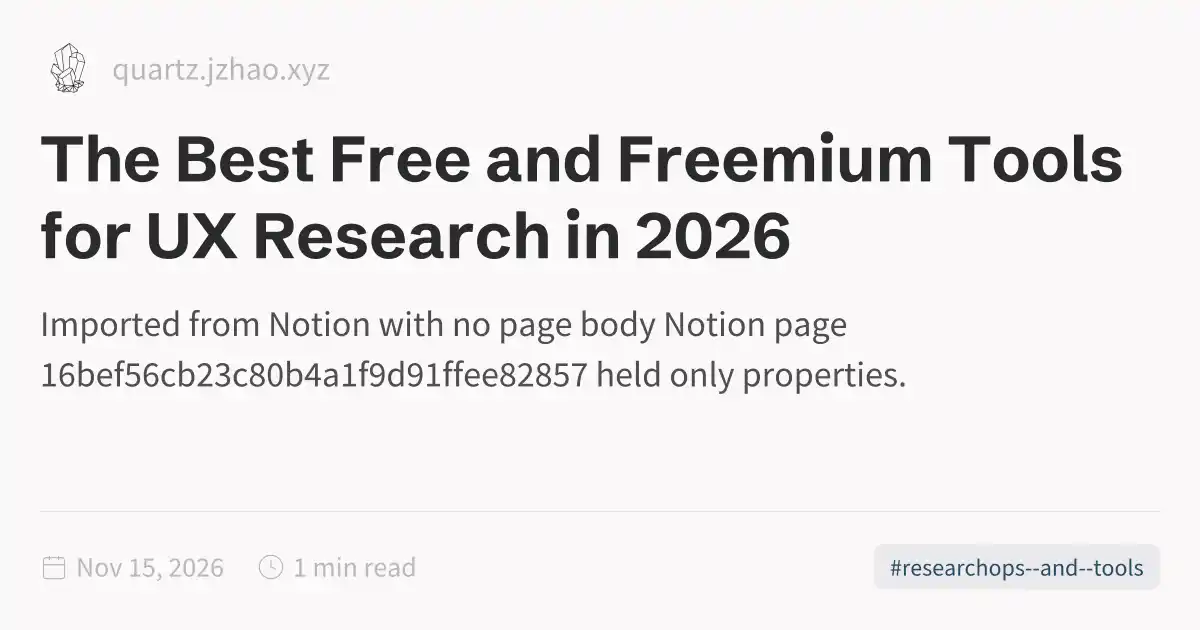 quartz.jzhao.xyz
The Best Free and Freemium Tools
for UX Research in 2026
Imported from Notion with no page body Notion page
16bef56cb23c80b4a1f9d91ffee82857 held only properties.
Nov 15, 2026
1 min read
#researchops--and--tools